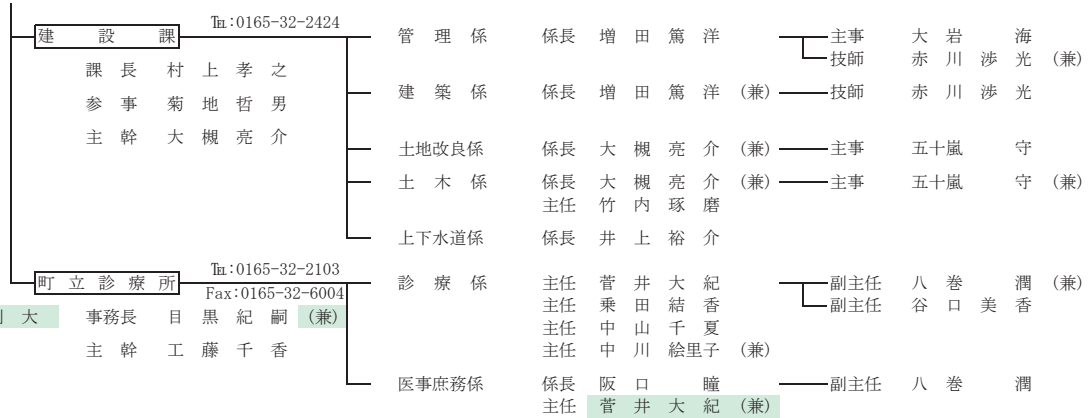 ℡:0165-32-2424
建設課 管理係 係長 増田篤洋 主事 大岩海
技師 赤川渉光 (兼)
課長 村上孝之
参事 菊地哲男 建築係 係長 増田篤洋 (兼) 技師 赤川渉光
主幹 大槻亮介
土地改良係 係長 大槻亮介 (兼) 主事 五十嵐守
土木係 係長 大槻亮介 (兼) 主事 五十嵐守 (兼)
主任 竹内琢磨
上下水道係 係長 井上裕介
℡:0165-32-2103
町立診療所 診療係 主任 菅井大紀 副主任 八巻潤 (兼)
Fax:0165-32-6004
主任 乗田結香 副主任 谷口美香
大 事務長 目黒紀嗣 (兼) 主任 中山千夏
主幹 工藤千香 主任 中川絵里子 (兼)
医事庶務係 係長 阪口瞳 副主任 八巻潤
主任 菅井大紀 (兼)